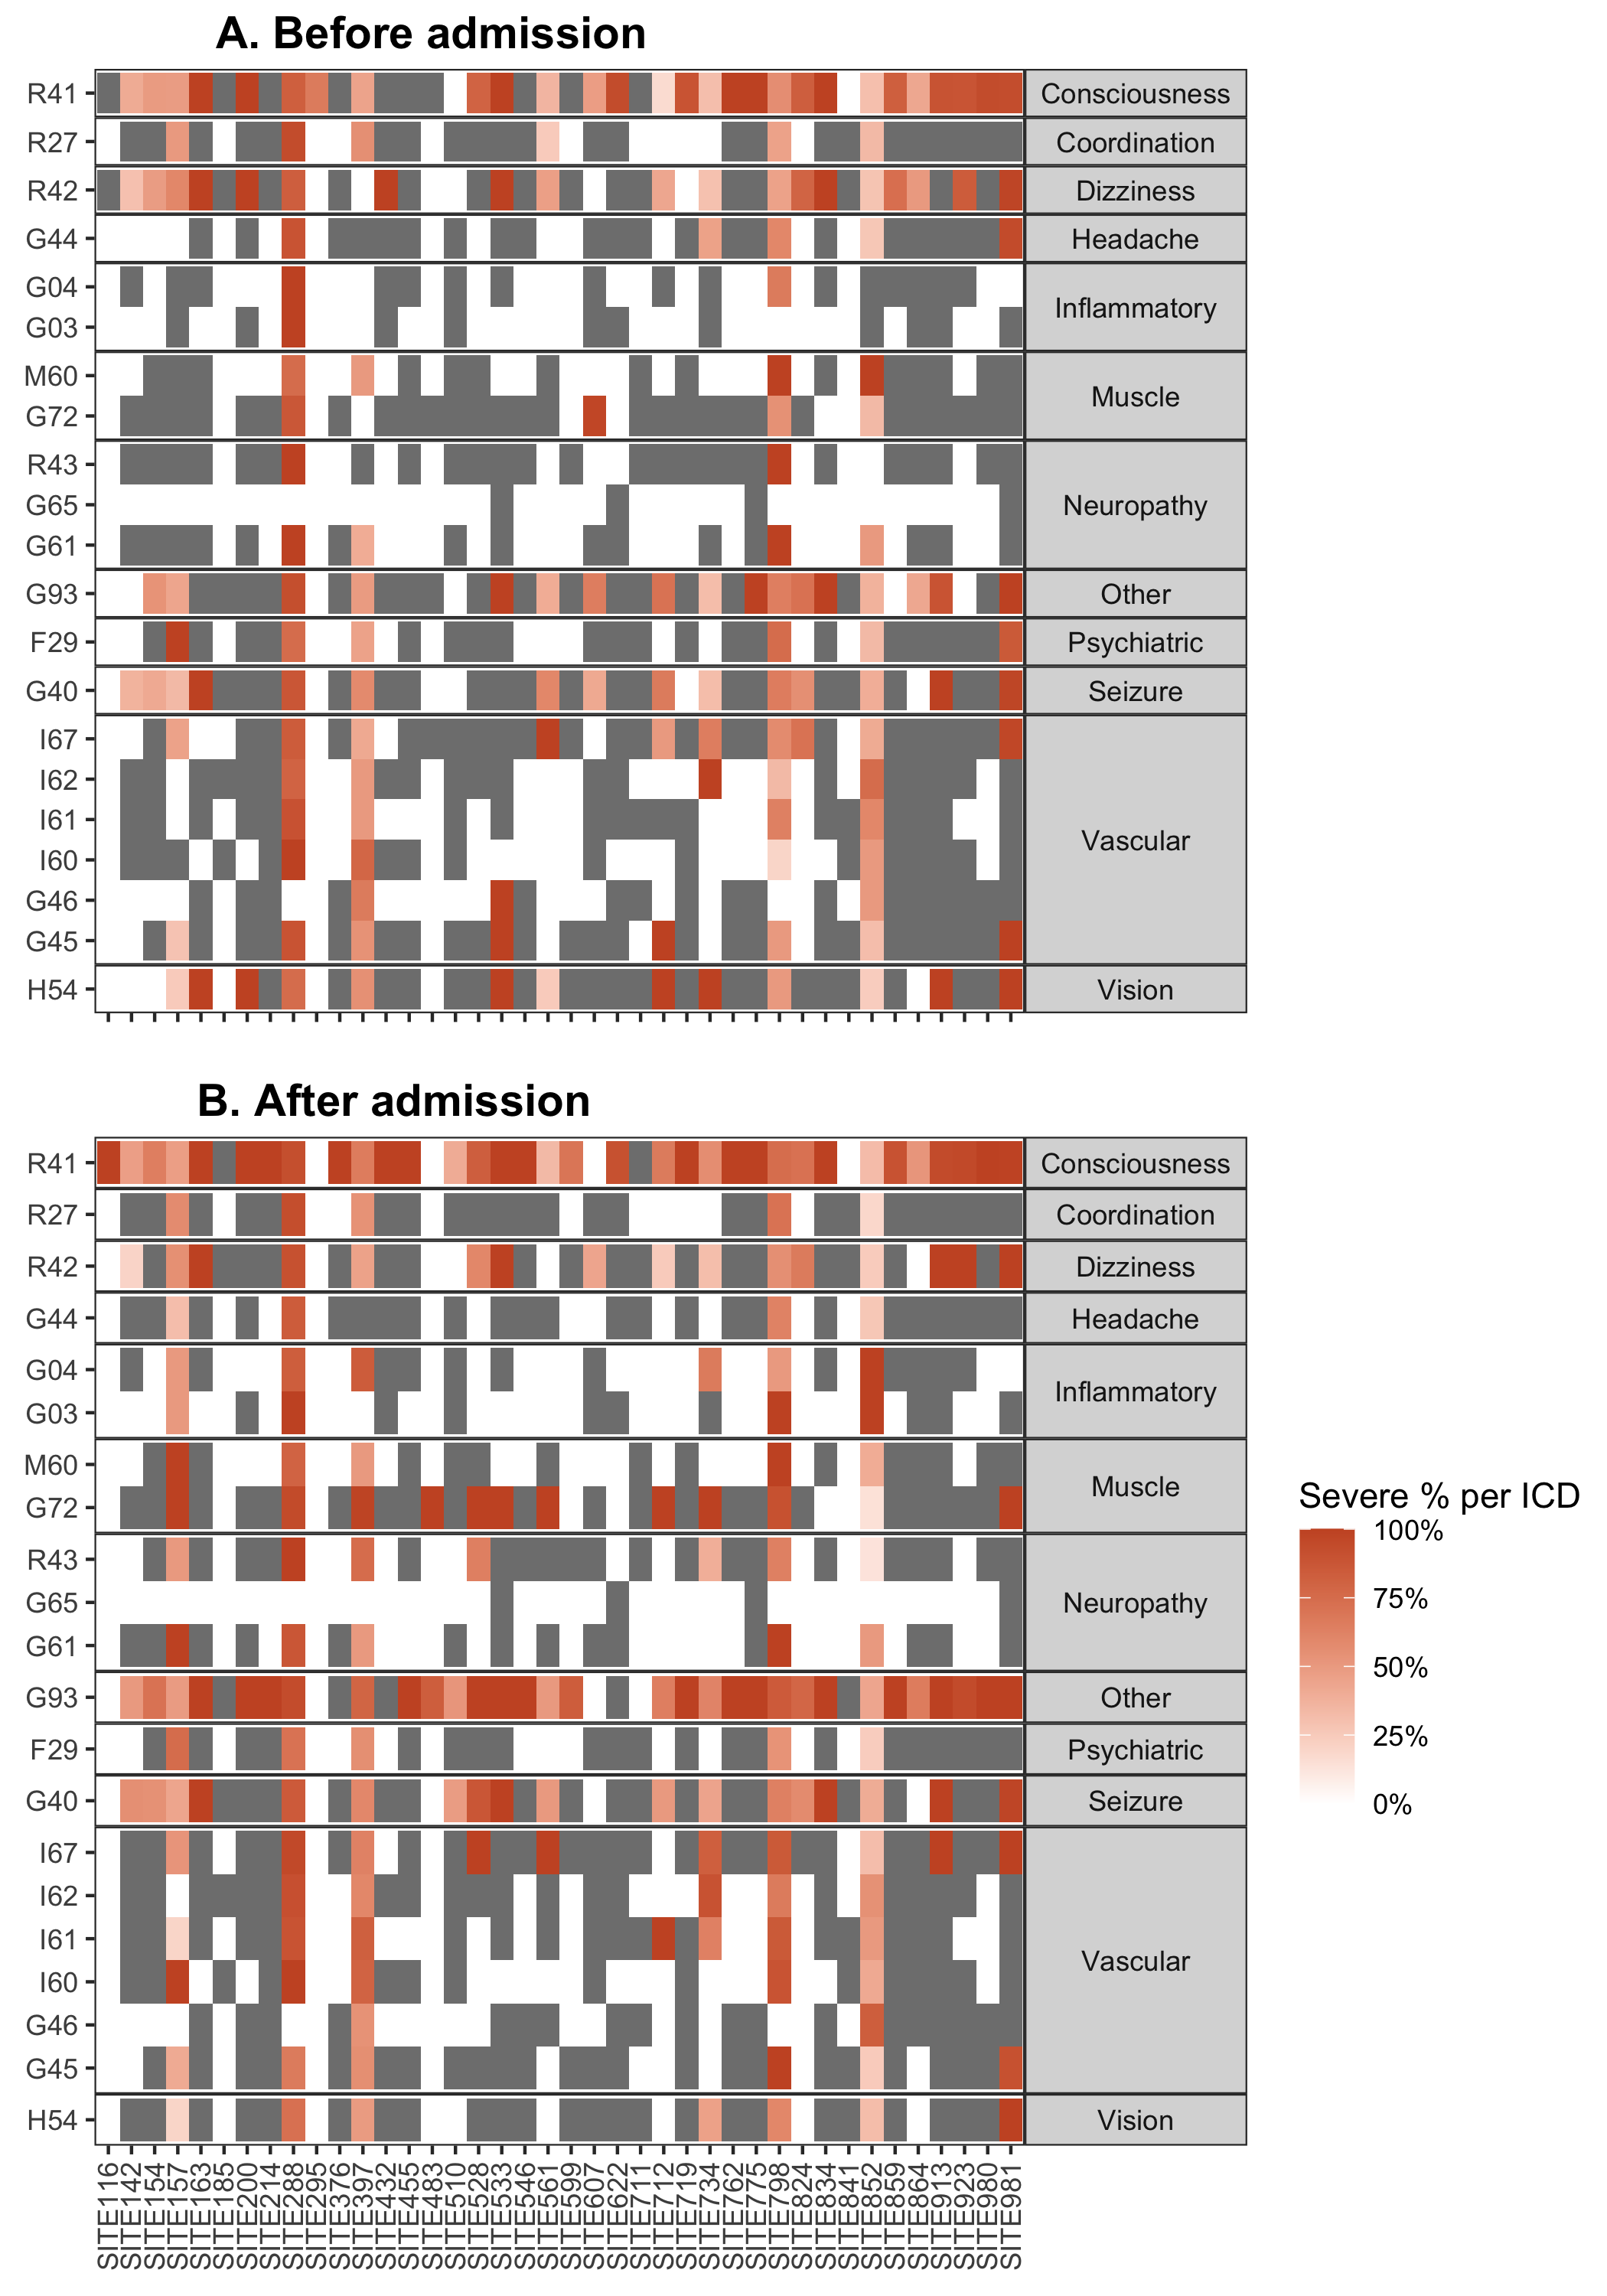 A. Before admission
R41
Consciousness
R27
Coordination
R42
Dizziness
G44
Headache
G04
G03
Inflammatory
M60
G72
Muscle
R43
G65
G61
Neuropathy
G93
Other
F29
Psychiatric
G40
Seizure
I67
I62
I61
I60
G46
G45
Vascular
H54
Vision
B. After admission
R41
Consciousness
R27
Coordination
R42
Dizziness
G44
Headache
G04
G03
Inflammatory
M60
G72
Muscle
R43
G65
G61
Neuropathy
G93
Other
F29
Psychiatric
G40
Seizure
I67
I62
I61
I60
G46
G45
Vascular
H54
Vision
SITE116
SITE142
SITE154
SITE157
SITE163
SITE185
SITE200
SITE214
SITE288
SITE295
SITE376
SITE397
SITE432
SITE455
SITE483
SITE510
SITE528
SITE533
SITE546
SITE561
SITE599
SITE607
SITE622
SITE711
SITE712
SITE719
SITE734
SITE762
SITE775
SITE798
SITE824
SITE834
SITE841
SITE852
SITE859
SITE864
SITE913
SITE923
SITE980
SITE981
Severe % per ICD
100%
75%
50%
25%
0%